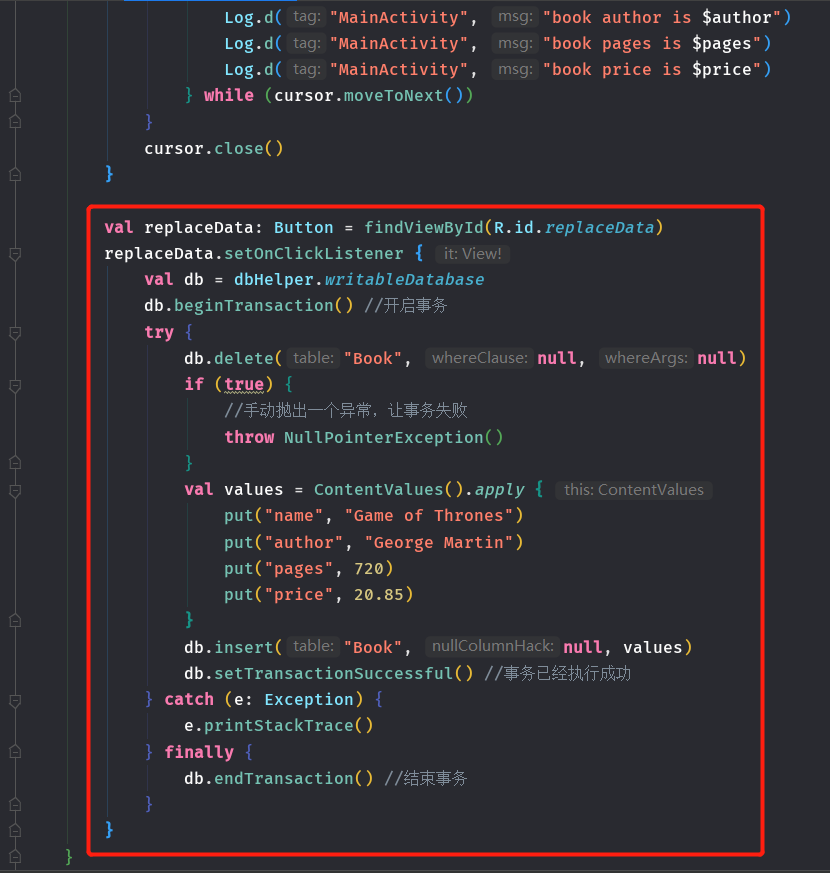 Log.d( tag: "MainActivity", msg: "book author is $author")
Log.d( tag: "MainActivity", msg: "book pages is $pages")
Log.d( tag: "MainActivity", msg: "book price is $price")
} while (cursor.moveToNext())
}
cursor.close()
}
val replaceData: Button = findViewById(R.id.replaceData)
replaceData.setOnClickListener { it: View!
val db = dbHelper.writableDatabase
db.beginTransaction() //开启事务
try {
db.delete( table: "Book", whereClause: null, whereArgs: null)
if (true) {
//手动抛出一个异常，让事务失败
throw NullPointerException()
}
val values = ContentValues().apply { this: ContentValues
put("name", "Game of Thrones")
put("author", "George Martin")
put("pages", 720)
put("price", 20.85)
}
db.insert( table: "Book", nullColumnHack: null, values)
db.setTransactionSuccessful() //事务已经执行成功
} catch (e: Exception) {
e.printStackTrace()
} finally {
db.endTransaction() //结束事务
}
}
}